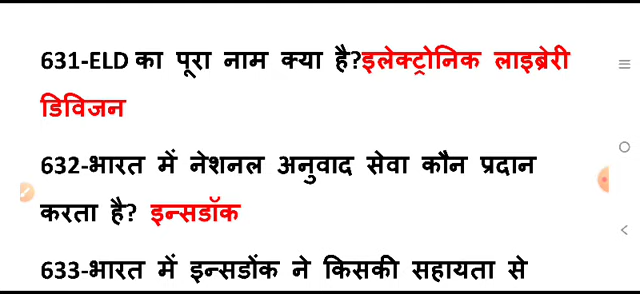 631-ELD का पूरा नाम क्या है?इलेक्ट्रोनिक लाइब्रेरी
डिविजन
632-भारत में नेशनल अनुवाद सेवा कौन प्रदान
करता है? इन्सडॉक
633-भारत में इन्सडोंक ने किसकी सहायता से